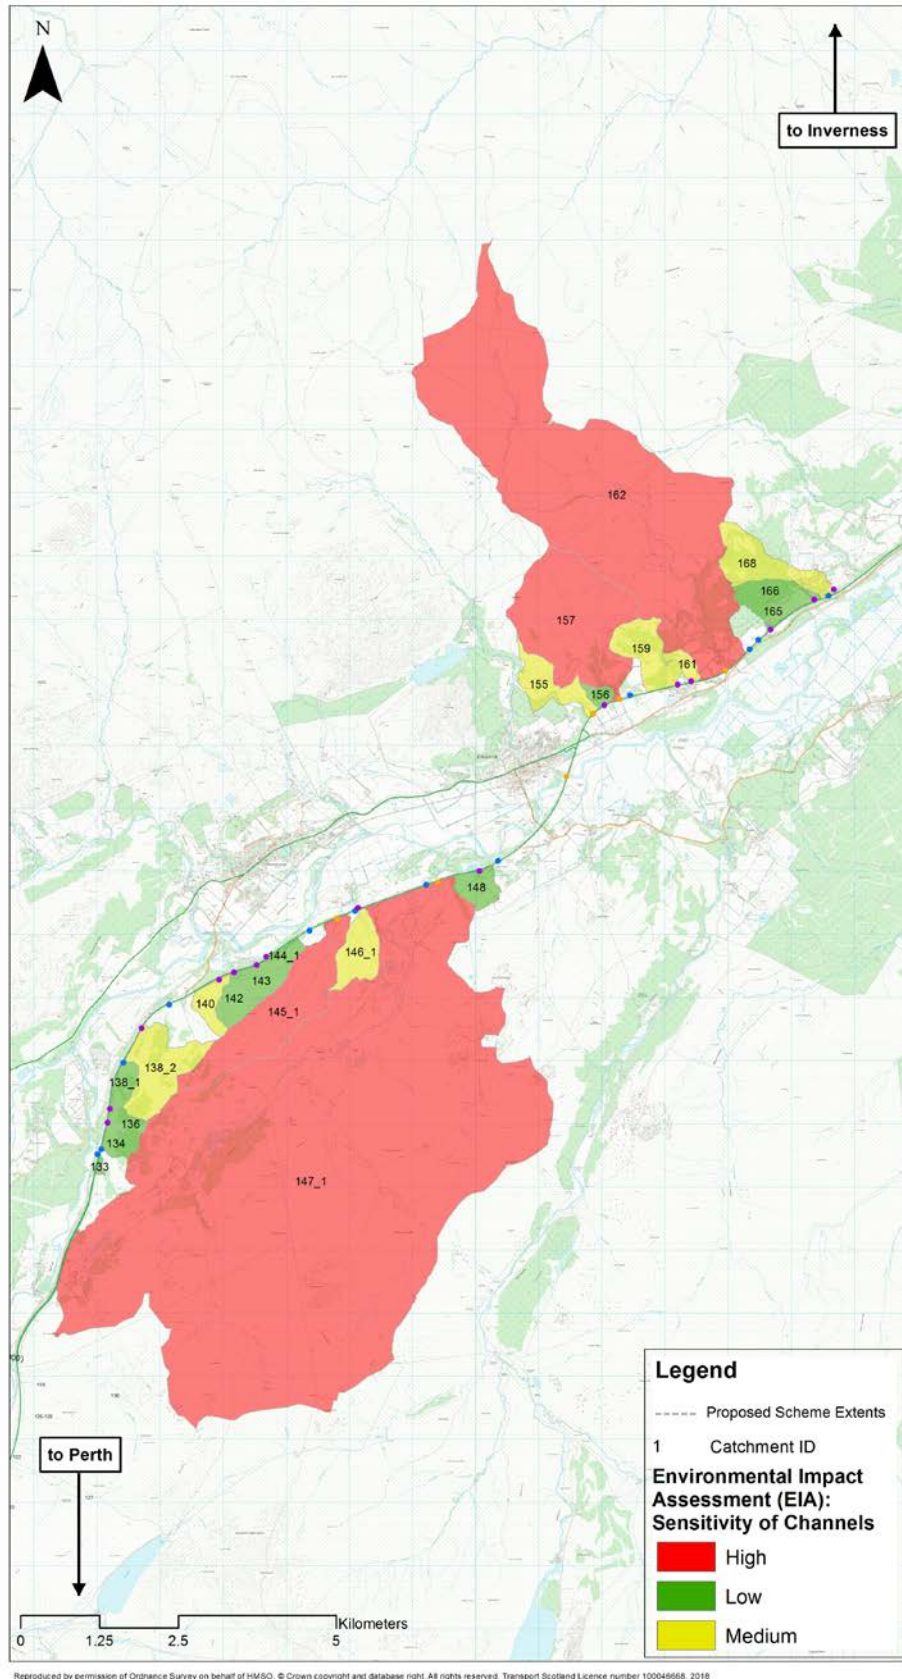 N
to Inverness
162
168
166
165
157
159
161
155
156
148
146_1
144_1
143
142
140
145_1
138_2
138_1
136
134
133
147_1
to Perth
Legend
Proposed Scheme Extents
1 Catchment ID
Environmental Impact
Assessment (EIA):
Sensitivity of Channels
High
Low
Medium
Kilometers
0 1.25 2.5 5
Reproduced by permission of Ordnance Survey on behalf of HMSO. © Crown copyright and database right. All rights reserved. Transport Scotland Licence number 100046668, 2018